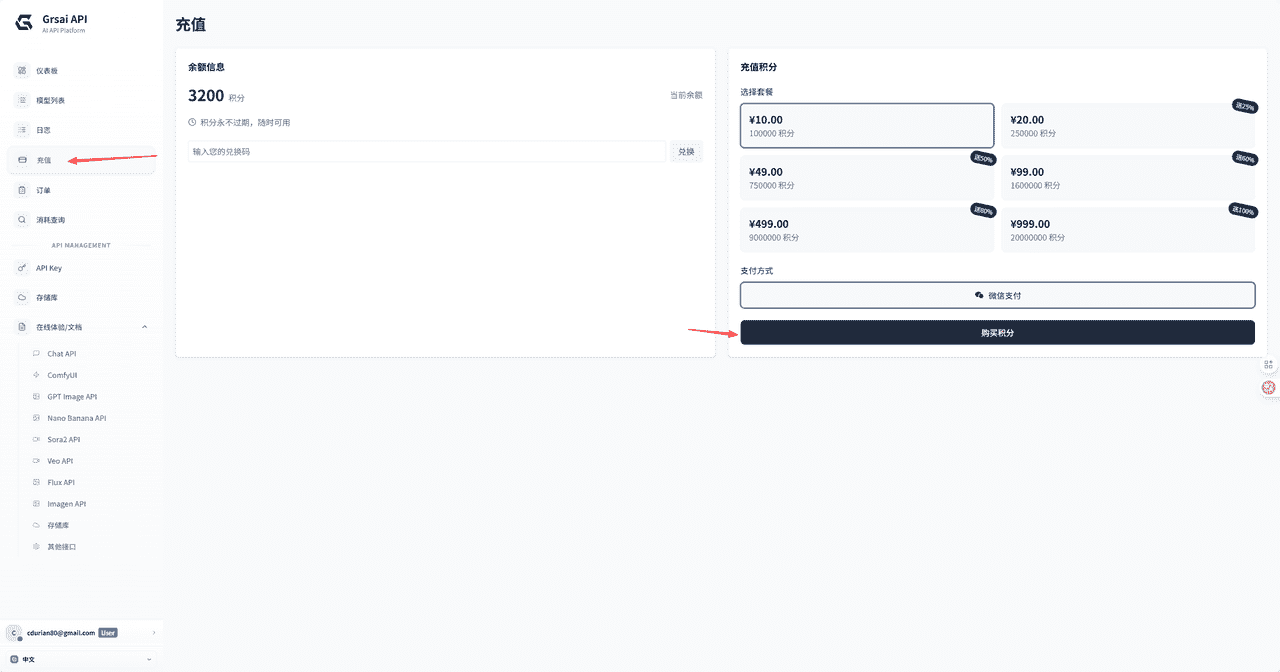 Grsai API
AI API Platform
仪表板
模型列表
日志
充值
订单
消耗查询
API MANAGEMENT
API Key
存储库
在线体验/文档
Chat API
ComfyUI
GPT Image API
Nano Banana API
Sora2 API
Veo API
Flux API
Imagen API
存储库
其他接口
C
cdurian80@gmail.com User
中文
充值
余额信息
3200 积分
当前余额
积分永不过期，随时可用
输入您的兑换码
兑换
充值积分
选择套餐
¥10.00
100000 积分
送25%
¥20.00
250000 积分
送50%
¥49.00
750000 积分
送60%
¥99.00
1600000 积分
送80%
¥499.00
9000000 积分
送100%
¥999.00
20000000 积分
支付方式
微信支付
购买积分